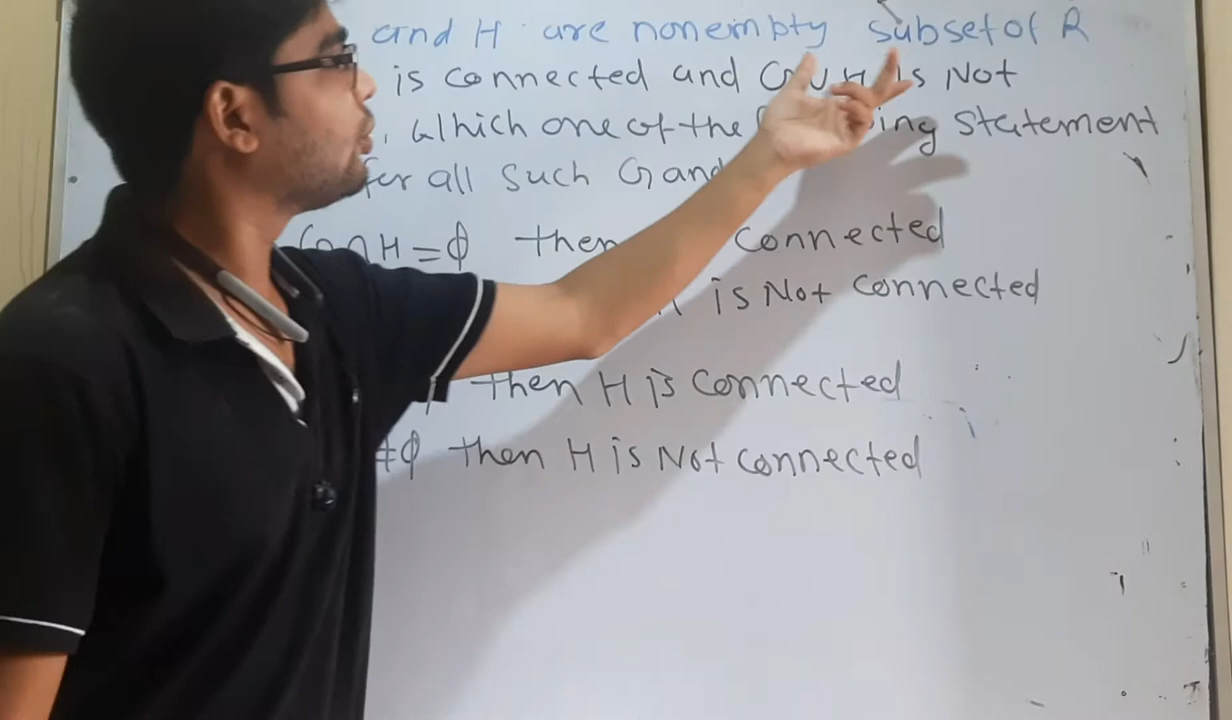 and H are nonempty subset of R
is connected and G U H is Not
, which one of the statement
for all such G and
G ∩ H = ϕ then connected
is Not connected
then H is connected
≠ ϕ then H is Not connected